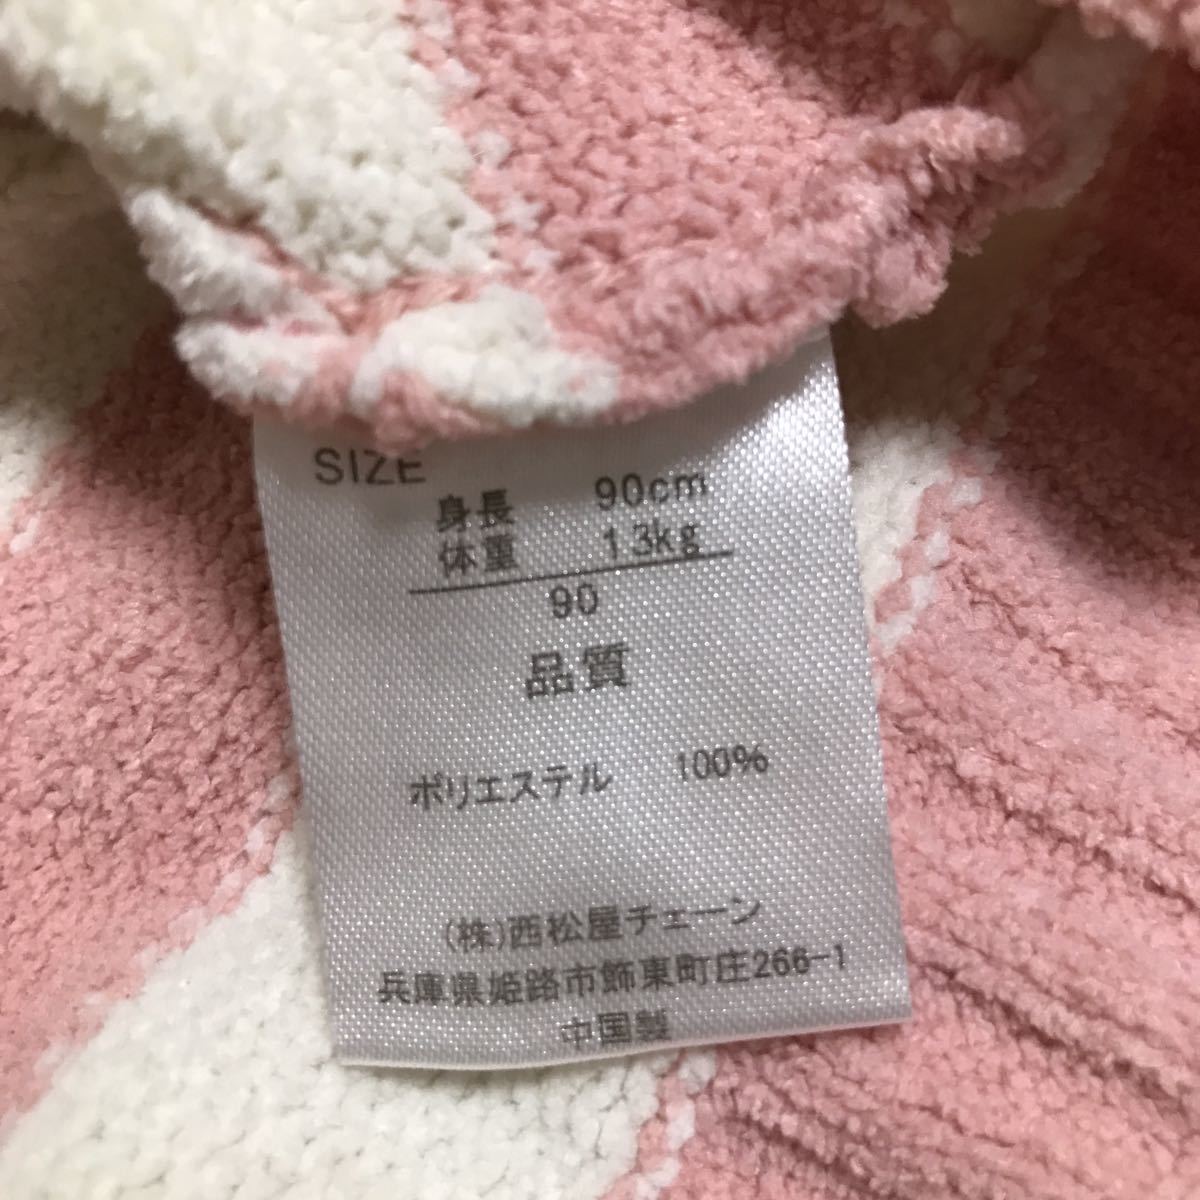 SIZE
身長 90cm
体重 13kg
90
品質
ポリエステル 100%
(株)西松屋チェーン
兵庫県姫路市飾東町庄266-1
中国製